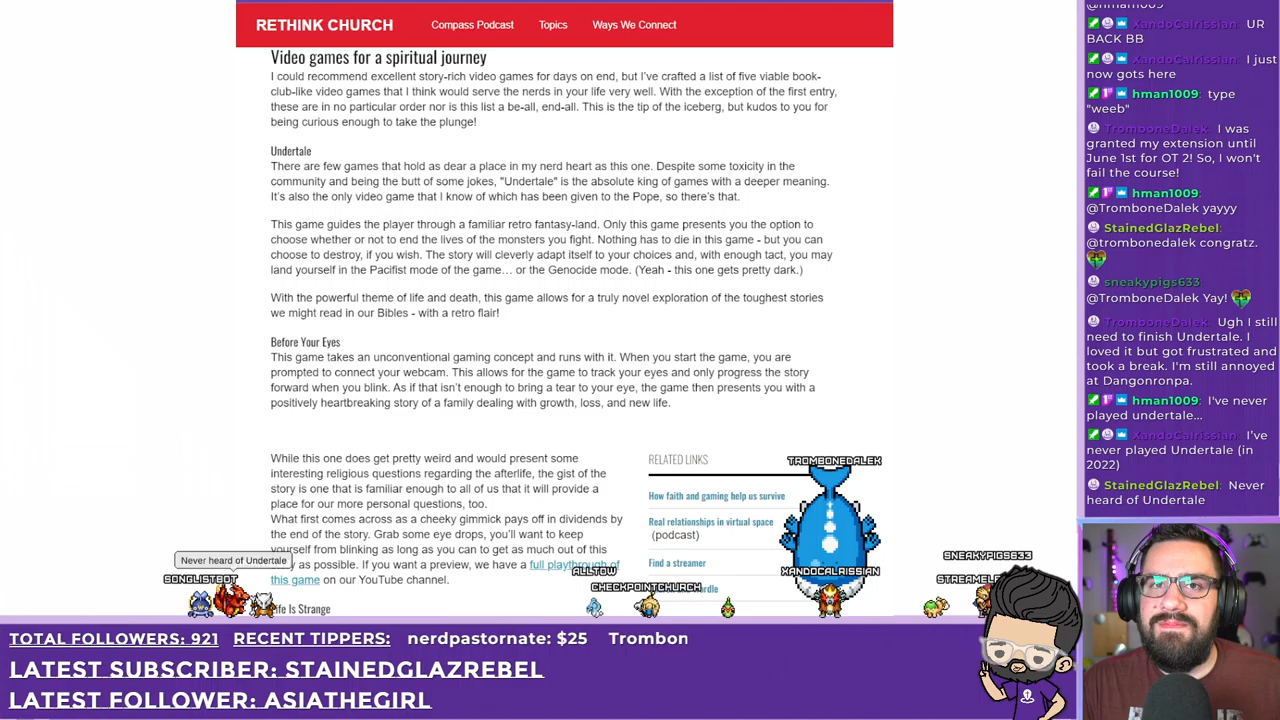 RETHINK CHURCH
Compass Podcast
Topics
Ways We Connect
Video games for a spiritual journey
I could recommend excellent story-rich video games for days on end, but I've crafted a list of five viable book-
club-like video games that I think would serve the nerds in your life very well. With the exception of the first entry,
these are in no particular order nor is this list a be-all, end-all. This is the tip of the iceberg, but kudos to you for
being curious enough to take the plunge!
Undertale
There are few games that hold as dear a place in my nerd heart as this one. Despite some toxicity in the
community and being the butt of some jokes, "Undertale" is the absolute king of games with a deeper meaning.
It's also the only video game that I know of which has been given to the Pope, so there's that.
This game guides the player through a familiar retro fantasy-land. Only this game presents you the option to
choose whether or not to end the lives of the monsters you fight. Nothing has to die in this game - but you can
choose to destroy, if you wish. The story will cleverly adapt itself to your choices and, with enough tact, you may
land yourself in the Pacifist mode of the game… or the Genocide mode. (Yeah - this one gets pretty dark.)
With the powerful theme of life and death, this game allows for a truly novel exploration of the toughest stories
we might read in our Bibles - with a retro flair!
Before Your Eyes
This game takes an unconventional gaming concept and runs with it. When you start the game, you are
prompted to connect your webcam. This allows for the game to track your eyes and only progress the story
forward when you blink. As if that isn't enough to bring a tear to your eye, the game then presents you with a
positively heartbreaking story of a family dealing with growth, loss, and new life.
While this one does get pretty weird and would present some
interesting religious questions regarding the afterlife, the gist of the
story is one that is familiar enough to all of us that it will provide a
place for our more personal questions, too.
What first comes across as a cheeky gimmick pays off in dividends by
the end of the story. Grab some eye drops, you'll want to keep
yourself from blinking as long as you can to get as much out of this
as possible. If you want a preview, we have a full playthrough of
this game on our YouTube channel.
Life Is Strange
RELATED LINKS
How faith and gaming help us survive
Real relationships in virtual space
(podcast)
Find a streamer
TROMBONEDALEK
XANDOCALRISSIAN
Never heard of Undertale
SONGLISTBOT
ALLTOW
CHECKPOINTCHURCH
SNEAKYPIGS633
XandoCalrissian: UR
BACK BB
XandoCalrissian: I just
now gots here
hman1009: type
"weeb"
TromboneDalek: I was
granted my extension until
June 1st for OT 2! So, I won't
fail the course!
hman1009:
@TromboneDalek yayyy
StainedGlazRebel:
@trombonedalek congratz.
sneakypigs633
@TromboneDalek Yay!
TromboneDalek: Ugh I still
need to finish Undertale. I
loved it but got frustrated and
took a break. I'm still annoyed
at Dangonronpa.
hman1009: I've never
played undertale...
XandoCalrissian: I've
never played Undertale (in
2022)
StainedGlazRebel: Never
heard of Undertale
TOTAL FOLLOWERS: 921
RECENT TIPPERS: nerdpastornate: $25 Trombon
LATEST SUBSCRIBER: STAINEDGLAZREBEL
LATEST FOLLOWER: ASIATHEGIRL